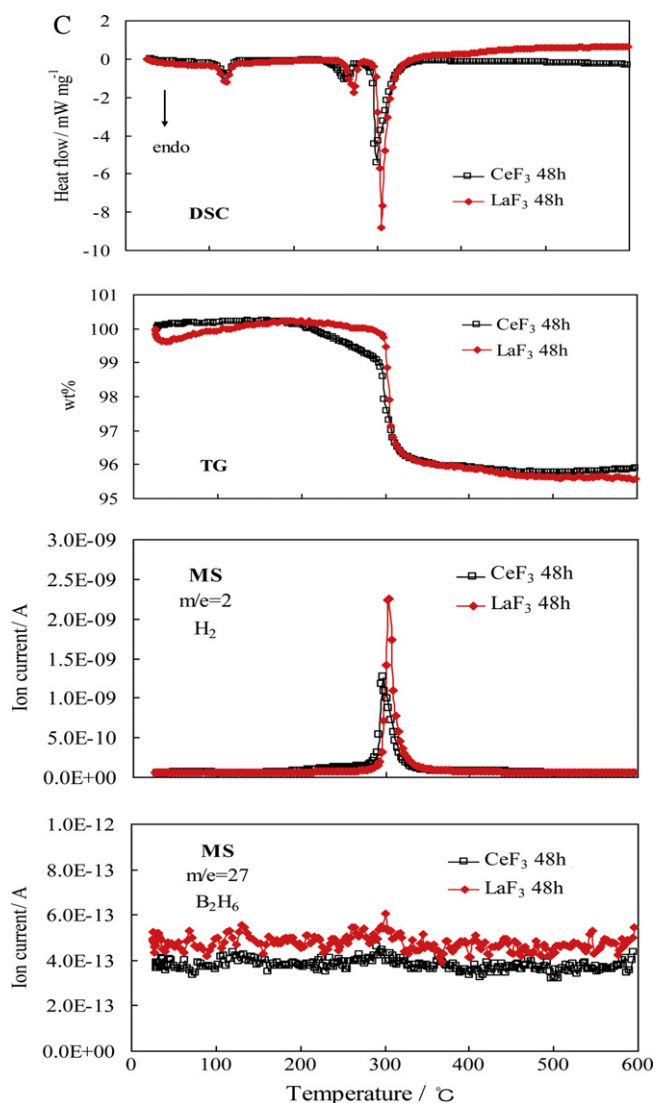 C
2
0
-2
-4
-6
-8
-10
Heat flow/ mW mg⁻¹
endo
DSC
CeF₃ 48h
LaF₃ 48h
101
100
99
98
97
96
95
wt%
TG
CeF₃ 48h
LaF₃ 48h
3.0E-09
2.5E-09
2.0E-09
1.5E-09
1.0E-09
5.0E-10
0.0E+00
Ion current/ A
MS
m/e=2
H₂
CeF₃ 48h
LaF₃ 48h
1.0E-12
8.0E-13
6.0E-13
4.0E-13
2.0E-13
0.0E+00
Ion current/ A
MS
m/e=27
B₂H₆
CeF₃ 48h
LaF₃ 48h
0 100 200 300 400 500 600
Temperature / ℃